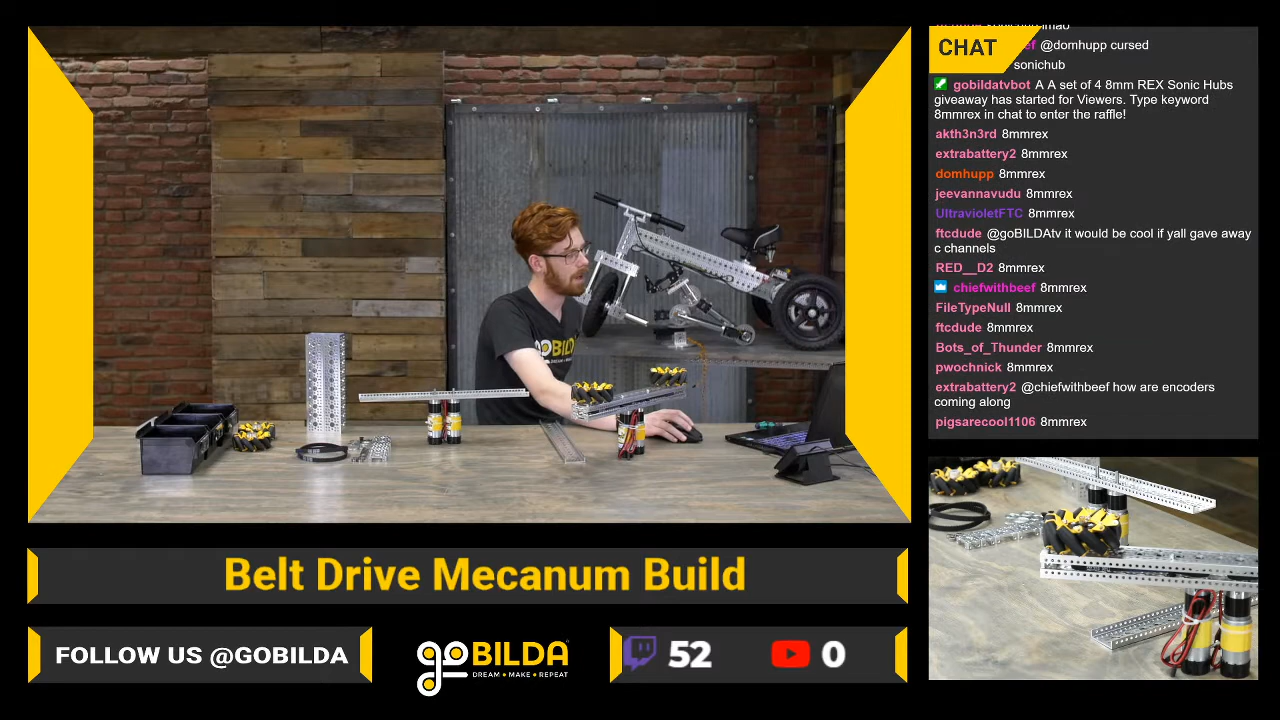 CHAT
@domhupp cursed
sonichub
gobildatvbot A A set of 4 8mm REX Sonic Hubs
giveaway has started for Viewers. Type keyword
8mmrex in chat to enter the raffle!
akth3n3rd 8mmrex
extrabattery2 8mmrex
domhupp 8mmrex
jeevannavudu 8mmrex
UltravioletFTC 8mmrex
ftcdude @goBILDAtv it would be cool if yall gave away
c channels
RED__D2 8mmrex
chiefwithbeef 8mmrex
FileTypeNull 8mmrex
ftcdude 8mmrex
Bots_of_Thunder 8mmrex
pwochnick 8mmrex
extrabattery2 @chiefwithbeef how are encoders
coming along
pigsarecool1106 8mmrex
goBILDA
Belt Drive Mecanum Build
FOLLOW US @GOBILDA
goBILDA
DREAM • MAKE • REPEAT
52
0